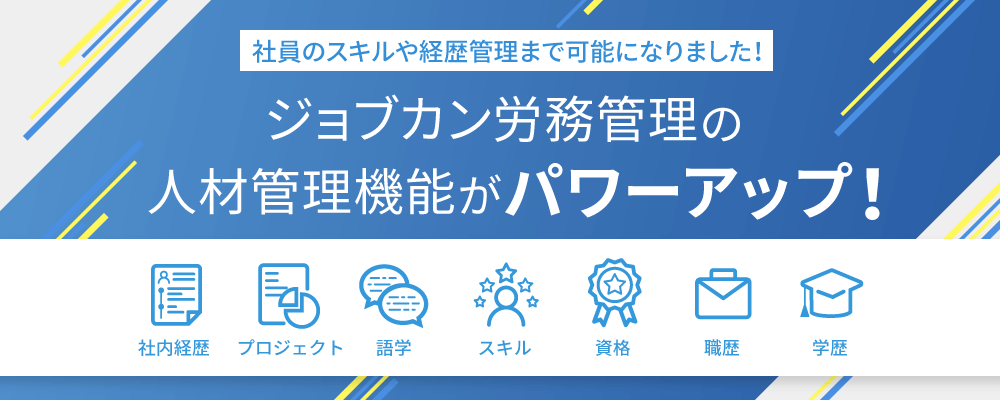 社員のスキルや経歴管理まで可能になりました!
ジョブカン労務管理の
人材管理機能がパワーアップ!
社内経歴
プロジェクト
語学
スキル
資格
職歴
学歴